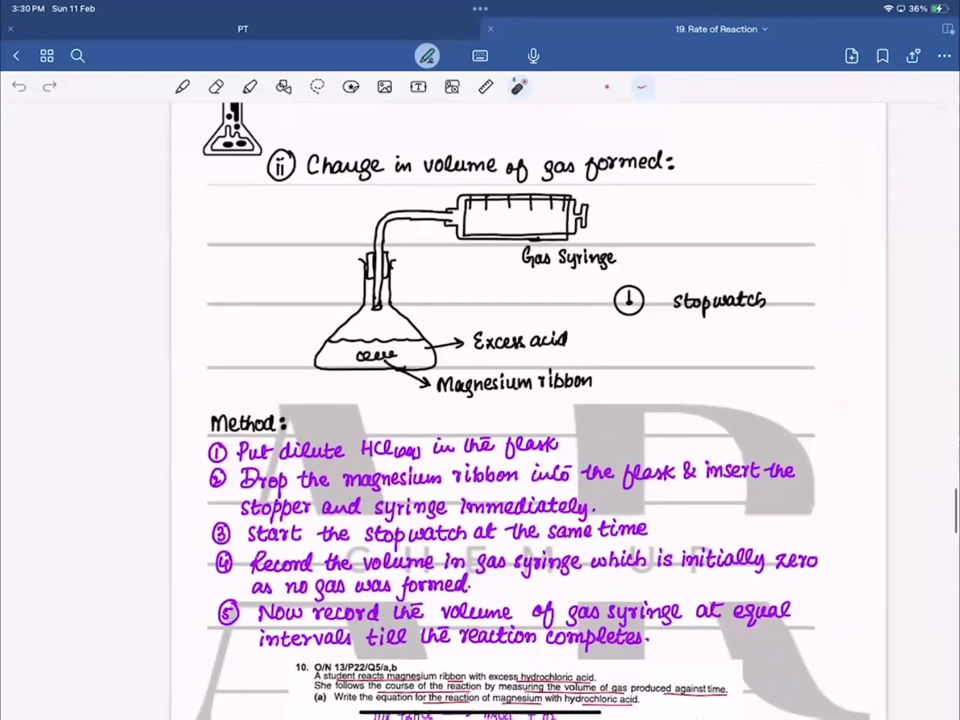 3:30 PM Sun 11 Feb
36%
PT
19. Rate of Reaction
ii Change in volume of gas formed:
Gas Syringe
stopwatch
Excess acid
Magnesium ribbon
Method:
① Put dilute HCl(aq) in the flask
② Drop the magnesium ribbon into the flask & insert the
stopper and syringe immediately.
③ Start the stopwatch at the same time
④ Record the volume in gas syringe which is initially zero
as no gas was formed.
⑤ Now record the volume of gas syringe at equal
intervals till the reaction completes.
AR
CHEM UP
10. O/N 13/P22/Q5/a,b
A student reacts magnesium ribbon with excess hydrochloric acid.
She follows the course of the reaction by measuring the volume of gas produced against time.
(a) Write the equation for the reaction of magnesium with hydrochloric acid.